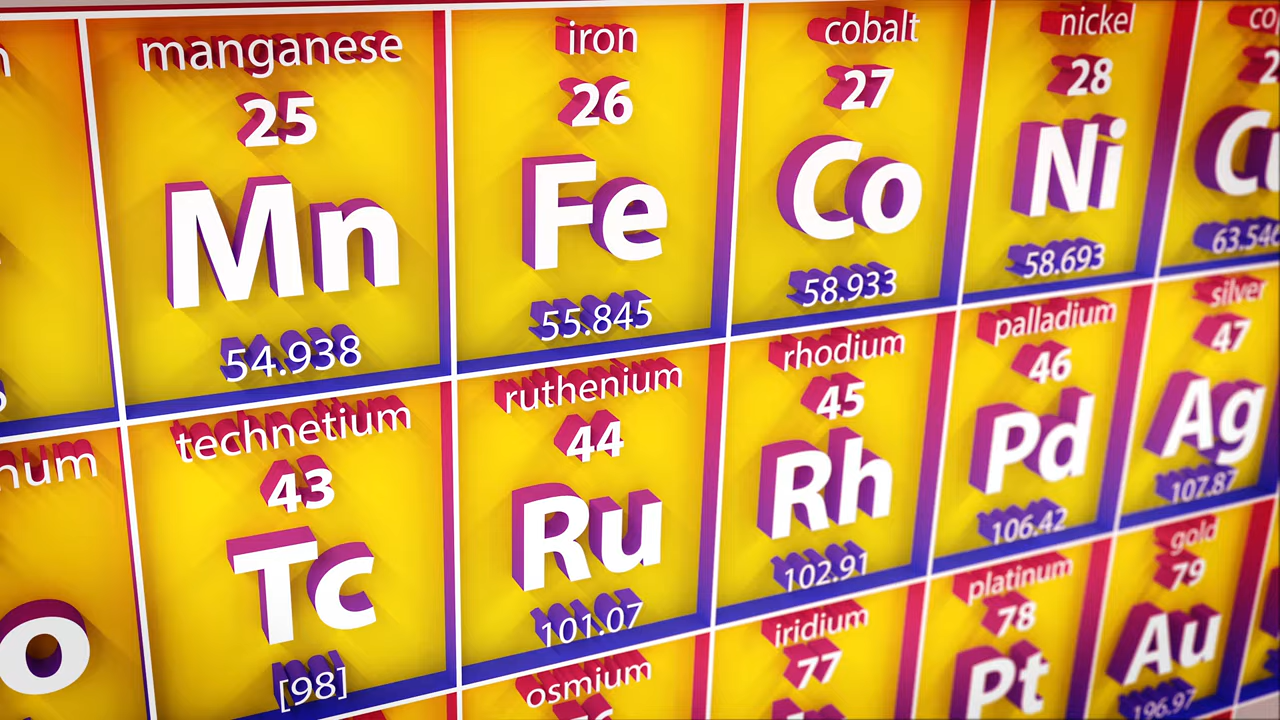 manganese
25
Mn
54.938
iron
26
Fe
55.845
cobalt
27
Co
58.933
nickel
28
Ni
58.693
technetium
43
Tc
[98]
ruthenium
44
Ru
101.07
rhodium
45
Rh
102.91
palladium
46
Pd
106.42
silver
47
Ag
107.87
osmium
iridium
77
platinum
78
Pt
gold
79
Au
196.97